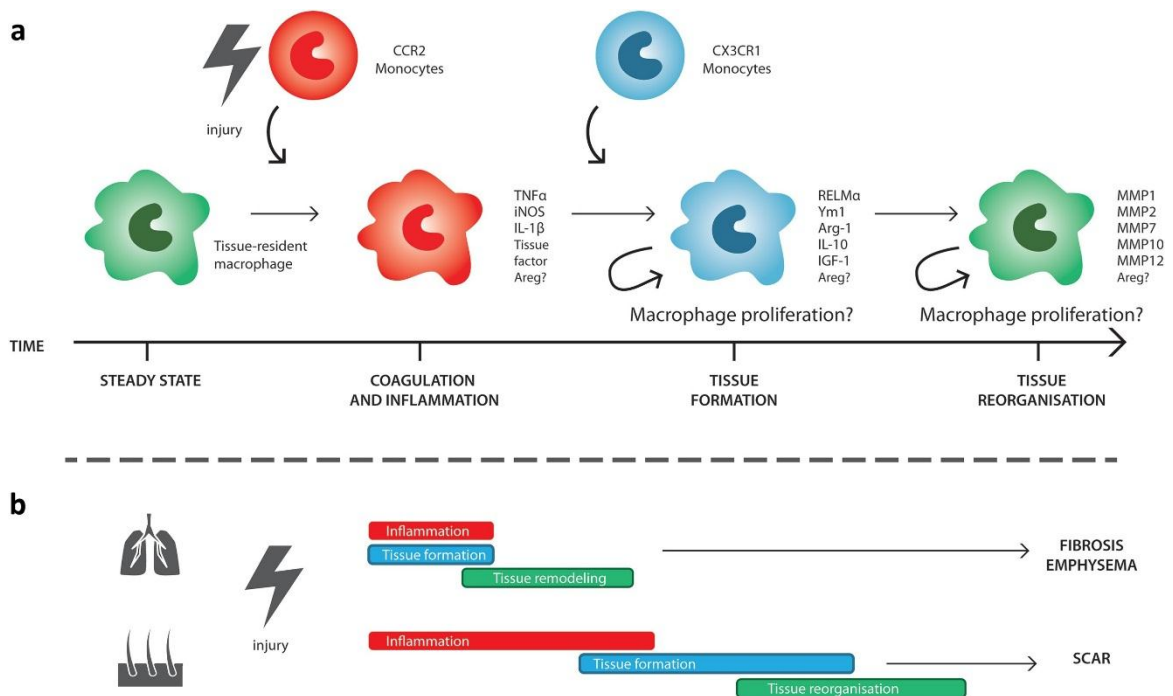 a
CCR2
Monocytes
CX3CR1
Monocytes
injury
Tissue-resident
macrophage
TNFα
iNOS
IL-1β
Tissue
factor
Areg?
RELMα
Ym1
Arg-1
IL-10
IGF-1
Areg?
MMP1
MMP2
MMP7
MMP10
MMP12
Areg?
Macrophage proliferation?
Macrophage proliferation?
TIME
STEADY STATE
COAGULATION
AND INFLAMMATION
TISSUE
FORMATION
TISSUE
REORGANISATION
b
injury
Inflammation
Tissue formation
Tissue remodeling
FIBROSIS
EMPHYSEMA
Inflammation
Tissue formation
Tissue reorganisation
SCAR